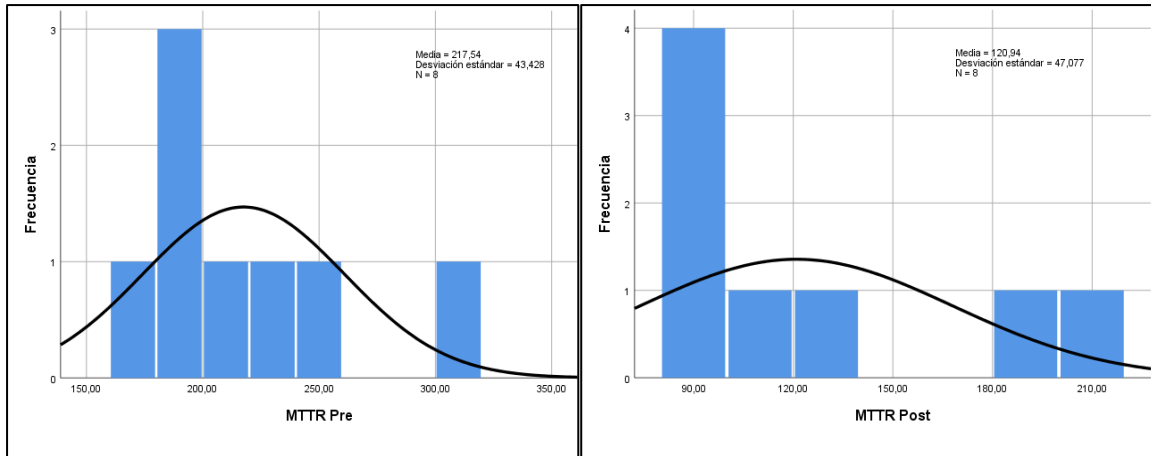 3
2
1
0
Frecuencia
Media = 217,54
Desviación estándar = 43,428
N = 8
150,00 200,00 250,00 300,00 350,00
MTTR Pre
4
3
2
1
0
Frecuencia
Media = 120,94
Desviación estándar = 47,077
N = 8
90,00 120,00 150,00 180,00 210,00
MTTR Post